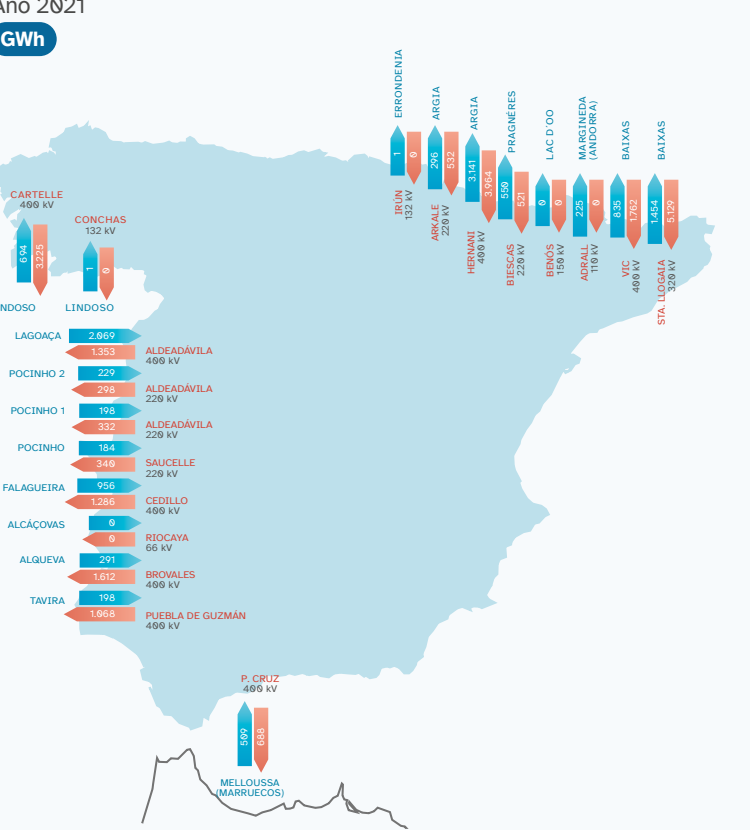 Año 2021
GWh
ERRONDENIA
1
0
IRÚN
132 kV
ARGIA
296
532
ARKALE
220 kV
ARGIA
3.141
3.964
HERNANI
400 kV
PRAGNÉRES
550
521
BIESCAS
220 kV
LAC D'OO
0
0
BENÓS
150 kV
MARGINEDA
(ANDORRA)
225
0
ADRALL
110 kV
BAIXAS
835
1.762
VIC
400 kV
BAIXAS
1.454
5.129
STA. LLOGAIA
320 kV
CARTELLE
400 kV
694
3.225
NDOSO
CONCHAS
132 kV
1
0
LINDOSO
LAGOAÇA
2.069
1.353
ALDEADÁVILA
400 kV
POCINHO 2
229
298
ALDEADÁVILA
220 kV
POCINHO 1
198
332
ALDEADÁVILA
220 kV
POCINHO
184
340
SAUCELLE
220 kV
FALAGUEIRA
956
1.286
CEDILLO
400 kV
ALCÁÇOVAS
0
0
RIOCAYA
66 kV
ALQUEVA
291
1.612
BROVALES
400 kV
TAVIRA
198
1.068
PUEBLA DE GUZMÁN
400 kV
P. CRUZ
400 kV
509
688
MELLOUSSA
(MARRUECOS)